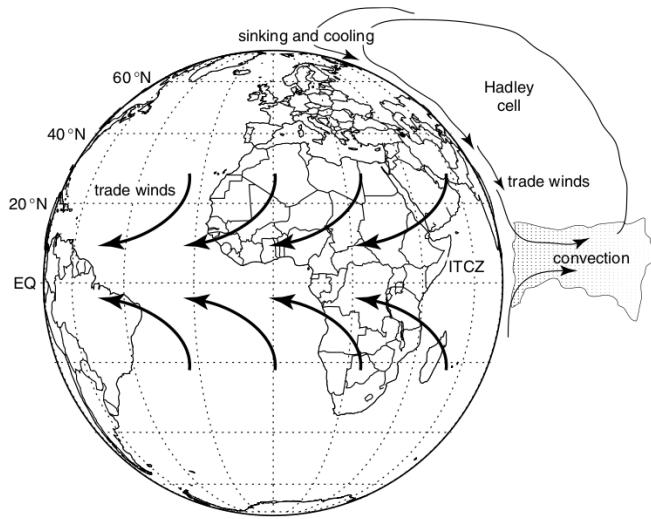 sinking and cooling
60°N
Hadley
cell
40°N
trade winds
trade winds
20°N
convection
ITCZ
EQ